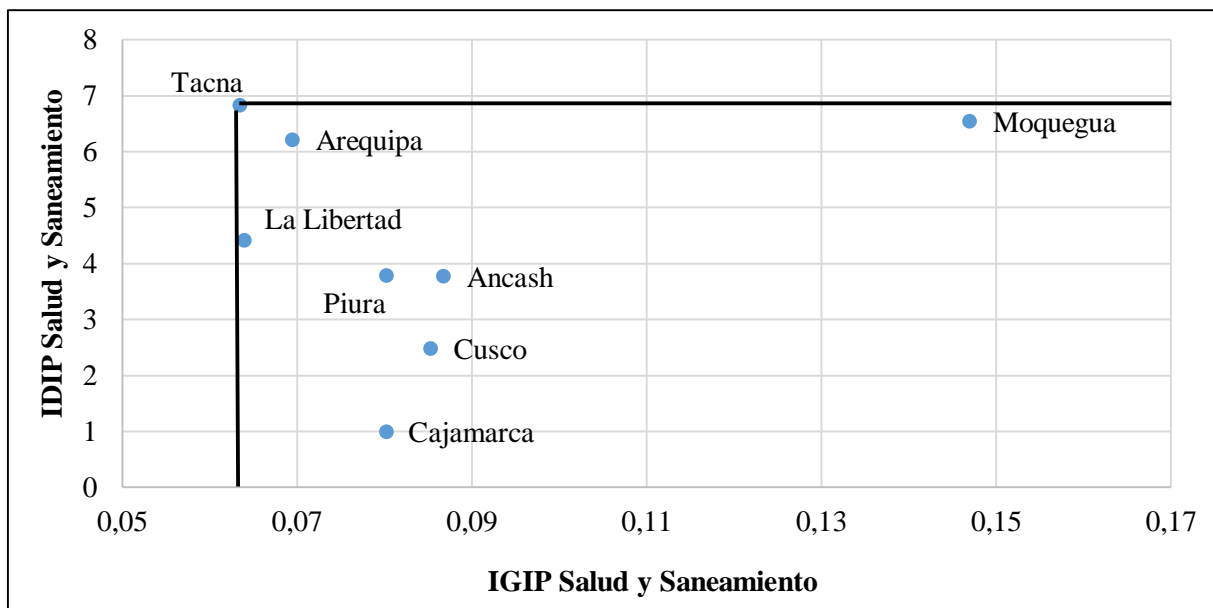 8
7
6
5
4
3
2
1
0
IDIP Salud y Saneamiento
Tacna
Arequipa
Moquegua
La Libertad
Piura
Ancash
Cusco
Cajamarca
0,05 0,07 0,09 0,11 0,13 0,15 0,17
IGIP Salud y Saneamiento